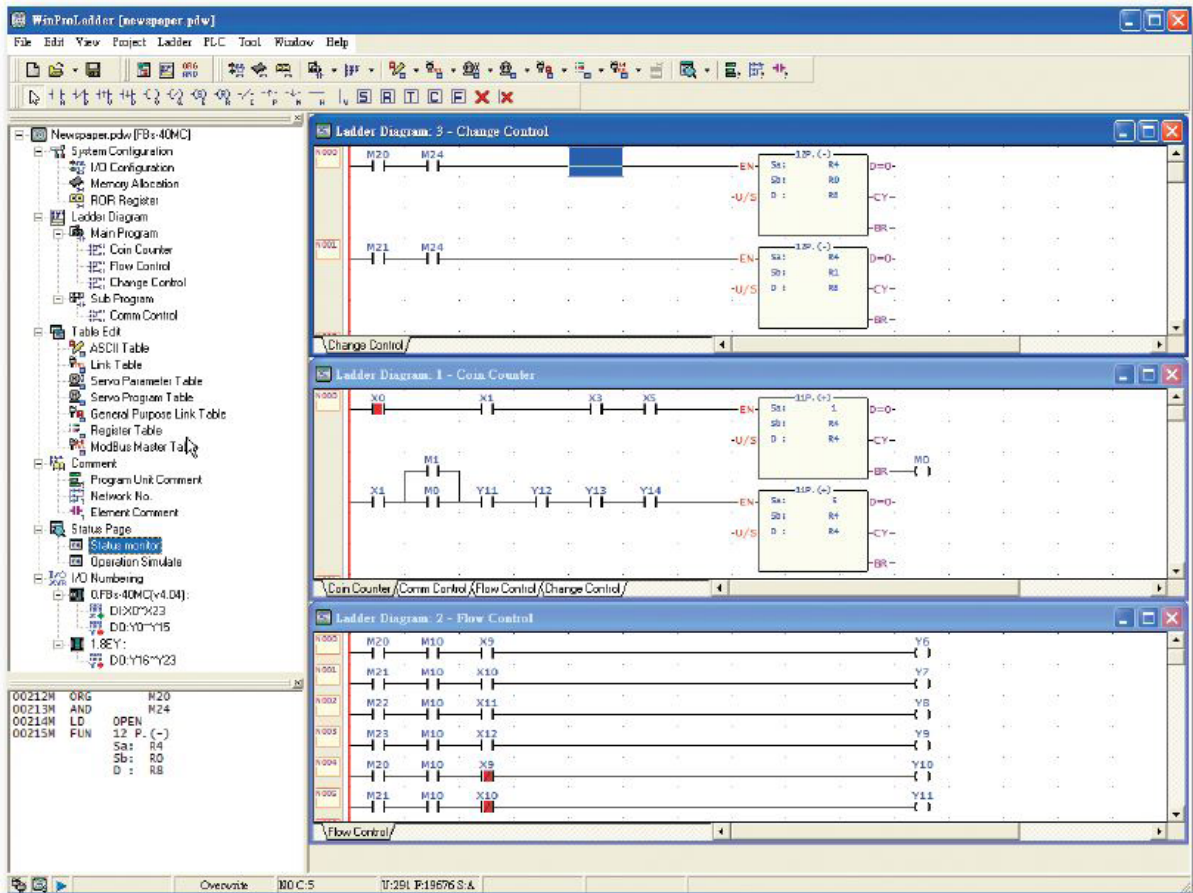 WinProLadder [newspaper.pdw]
File Edit View Project Ladder PLC Tool Window Help
Newspaper.pdw [FBs-40MC]
System Configuration
I/O Configuration
Memory Allocation
ROR Register
Ladder Diagram
Main Program
Coin Counter
Flow Control
Change Control
Sub Program
Comm Control
Table Edit
ASCII Table
Link Table
Servo Parameter Table
Servo Program Table
General Purpose Link Table
Register Table
ModBus Master
Comment
Program Unit Comment
Network No.
Element Comment
Status Page
Status monitor
Operation Simulate
I/O Numbering
0.FBs-40MC(v4.04):
DI:X0~X23
DO:Y0~Y15
1.8EY:
DO:Y16~Y23
00212M ORG M20
00213M AND M24
00214M LD OPEN
00215M FUN 12 P.(-)
Sa: R4
Sb: R0
D : R8
Ladder Diagram: 3 - Change Control
N000 M20 M24
12P.(-)
EN Sa: R4 D=0
Sb: R0
U/S D : R8 CY
BR
N001 M21 M24
12P.(-)
EN Sa: R4 D=0
Sb: R1
U/S D : R8 CY
BR
Change Control
Ladder Diagram: 1 - Coin Counter
N000 X0 X1 X3 X5
11P.(+)
EN Sa: 1 D=0
Sb: R4
U/S D : R4 CY
BR M0
M1
X1 M0 Y11 Y12 Y13 Y14
11P.(+)
EN Sa: 5 D=0
Sb: R4
U/S D : R4 CY
BR
Coin Counter Comm Control Flow Control Change Control
Ladder Diagram: 2 - Flow Control
N000 M20 M10 X9 Y6
N001 M21 M10 X10 Y7
N002 M22 M10 X11 Y8
N003 M23 M10 X12 Y9
N004 M20 M10 X9 Y10
N005 M21 M10 X10 Y11
Flow Control
Overwrite N0 C:5 U:291 F:19676 S:A